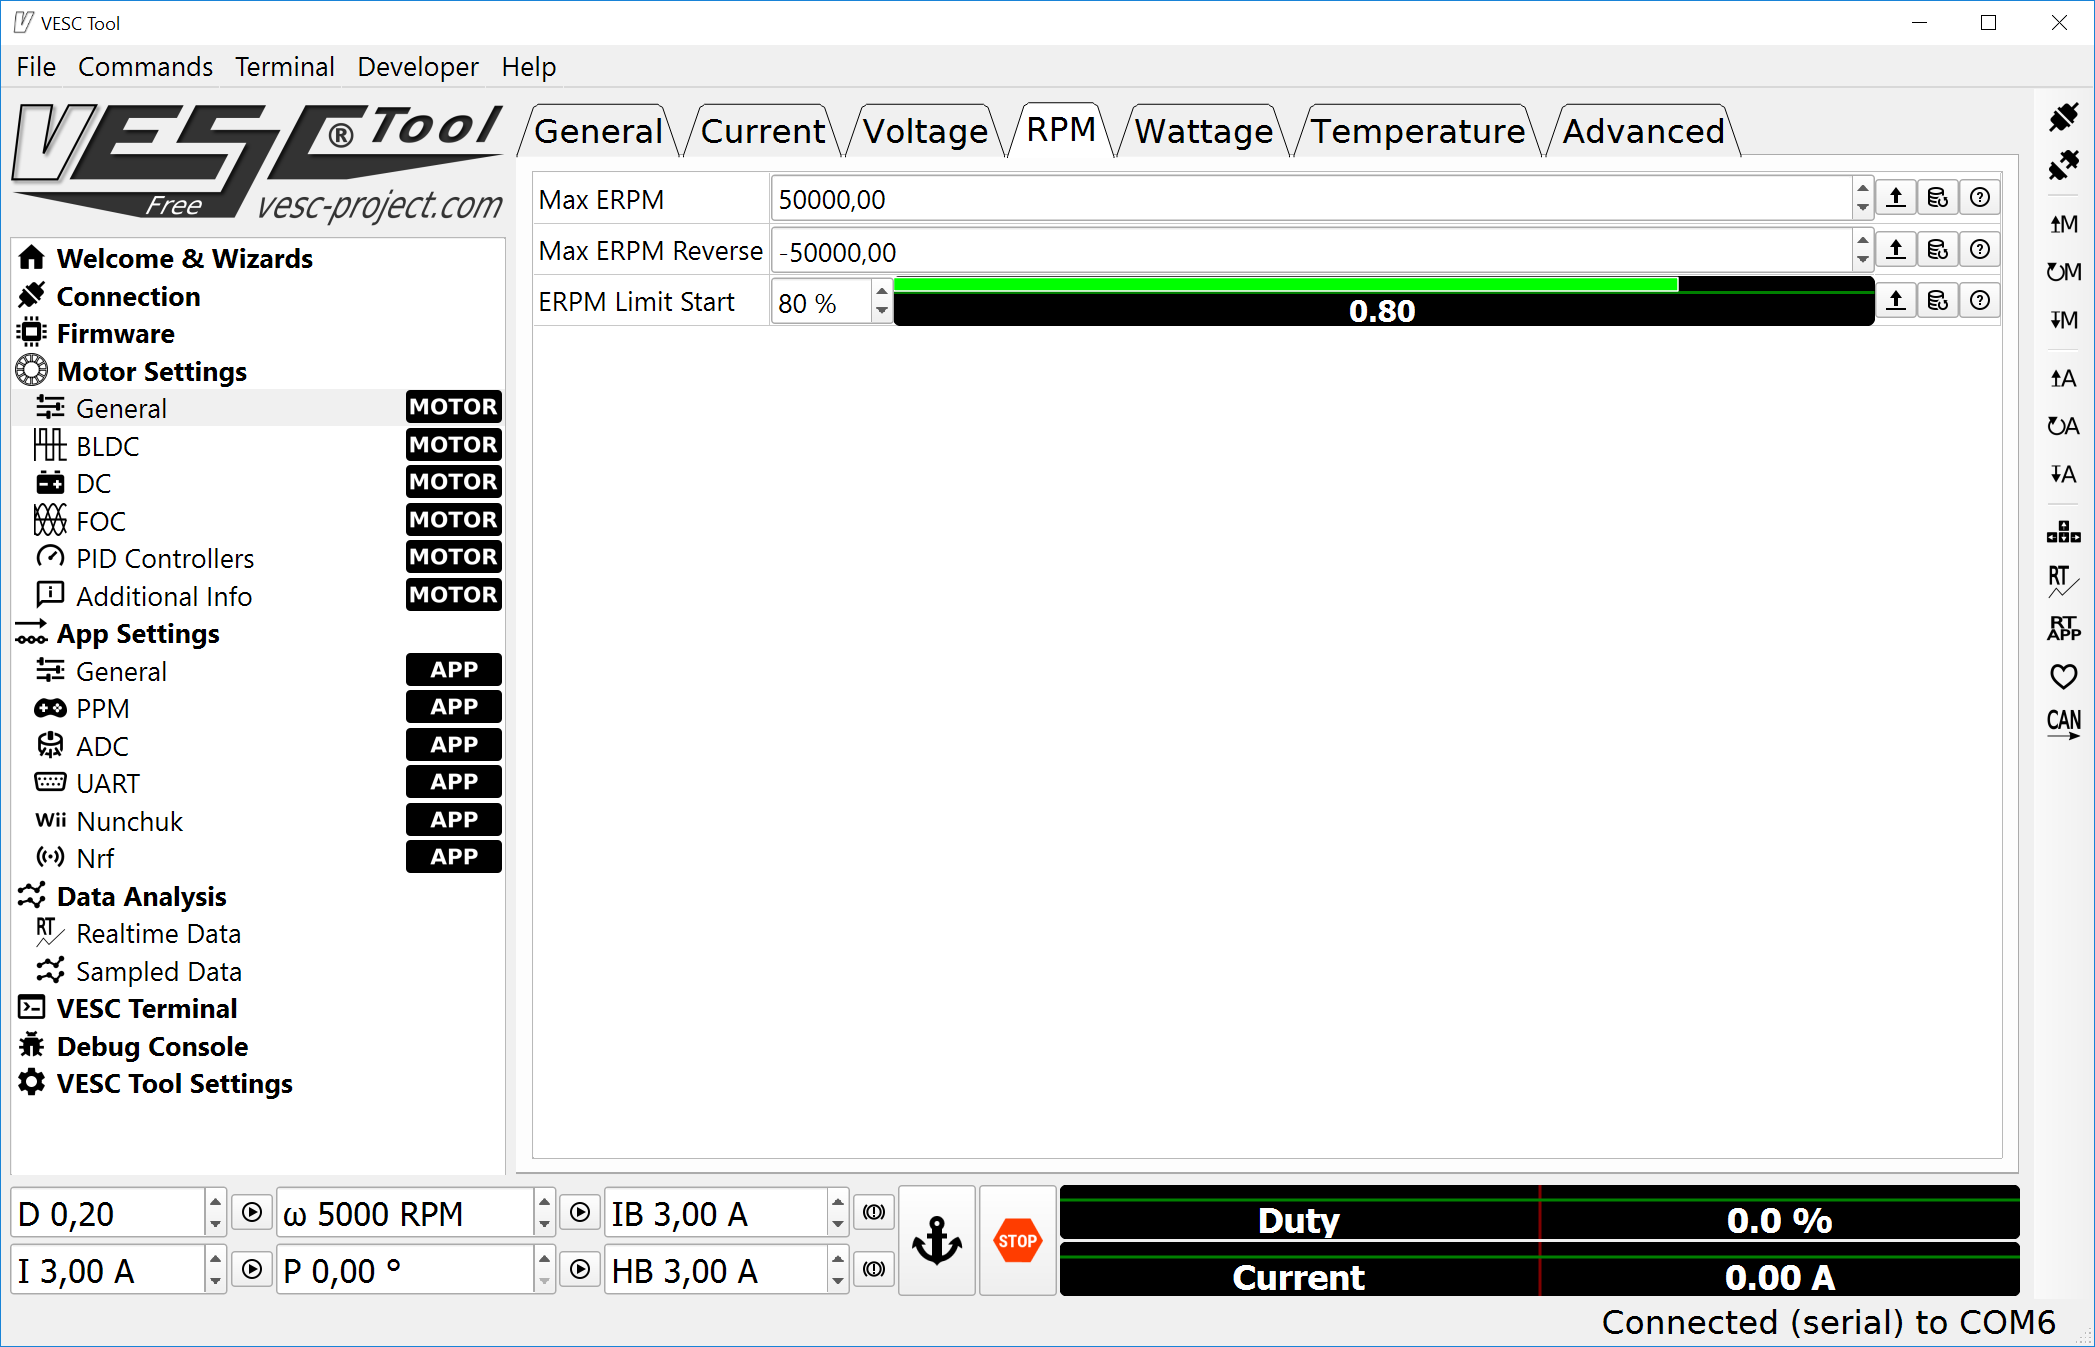 VESC Tool
File Commands Terminal Developer Help
VESC® Tool
Free vesc-project.com
Welcome & Wizards
Connection
Firmware
Motor Settings
General MOTOR
BLDC MOTOR
DC MOTOR
FOC MOTOR
PID Controllers MOTOR
Additional Info MOTOR
App Settings
General APP
PPM APP
ADC APP
UART APP
Wii Nunchuk APP
Nrf APP
Data Analysis
RT Realtime Data
Sampled Data
VESC Terminal
Debug Console
VESC Tool Settings
General Current Voltage RPM Wattage Temperature Advanced
Max ERPM 50000,00
Max ERPM Reverse -50000,00
ERPM Limit Start 80 % 0.80
M
M
M
A
A
A
RT
RT
APP
CAN
D 0,20 ω 5000 RPM IB 3,00 A
I 3,00 A P 0,00 ° HB 3,00 A
STOP
Duty 0.0 %
Current 0.00 A
Connected (serial) to COM6